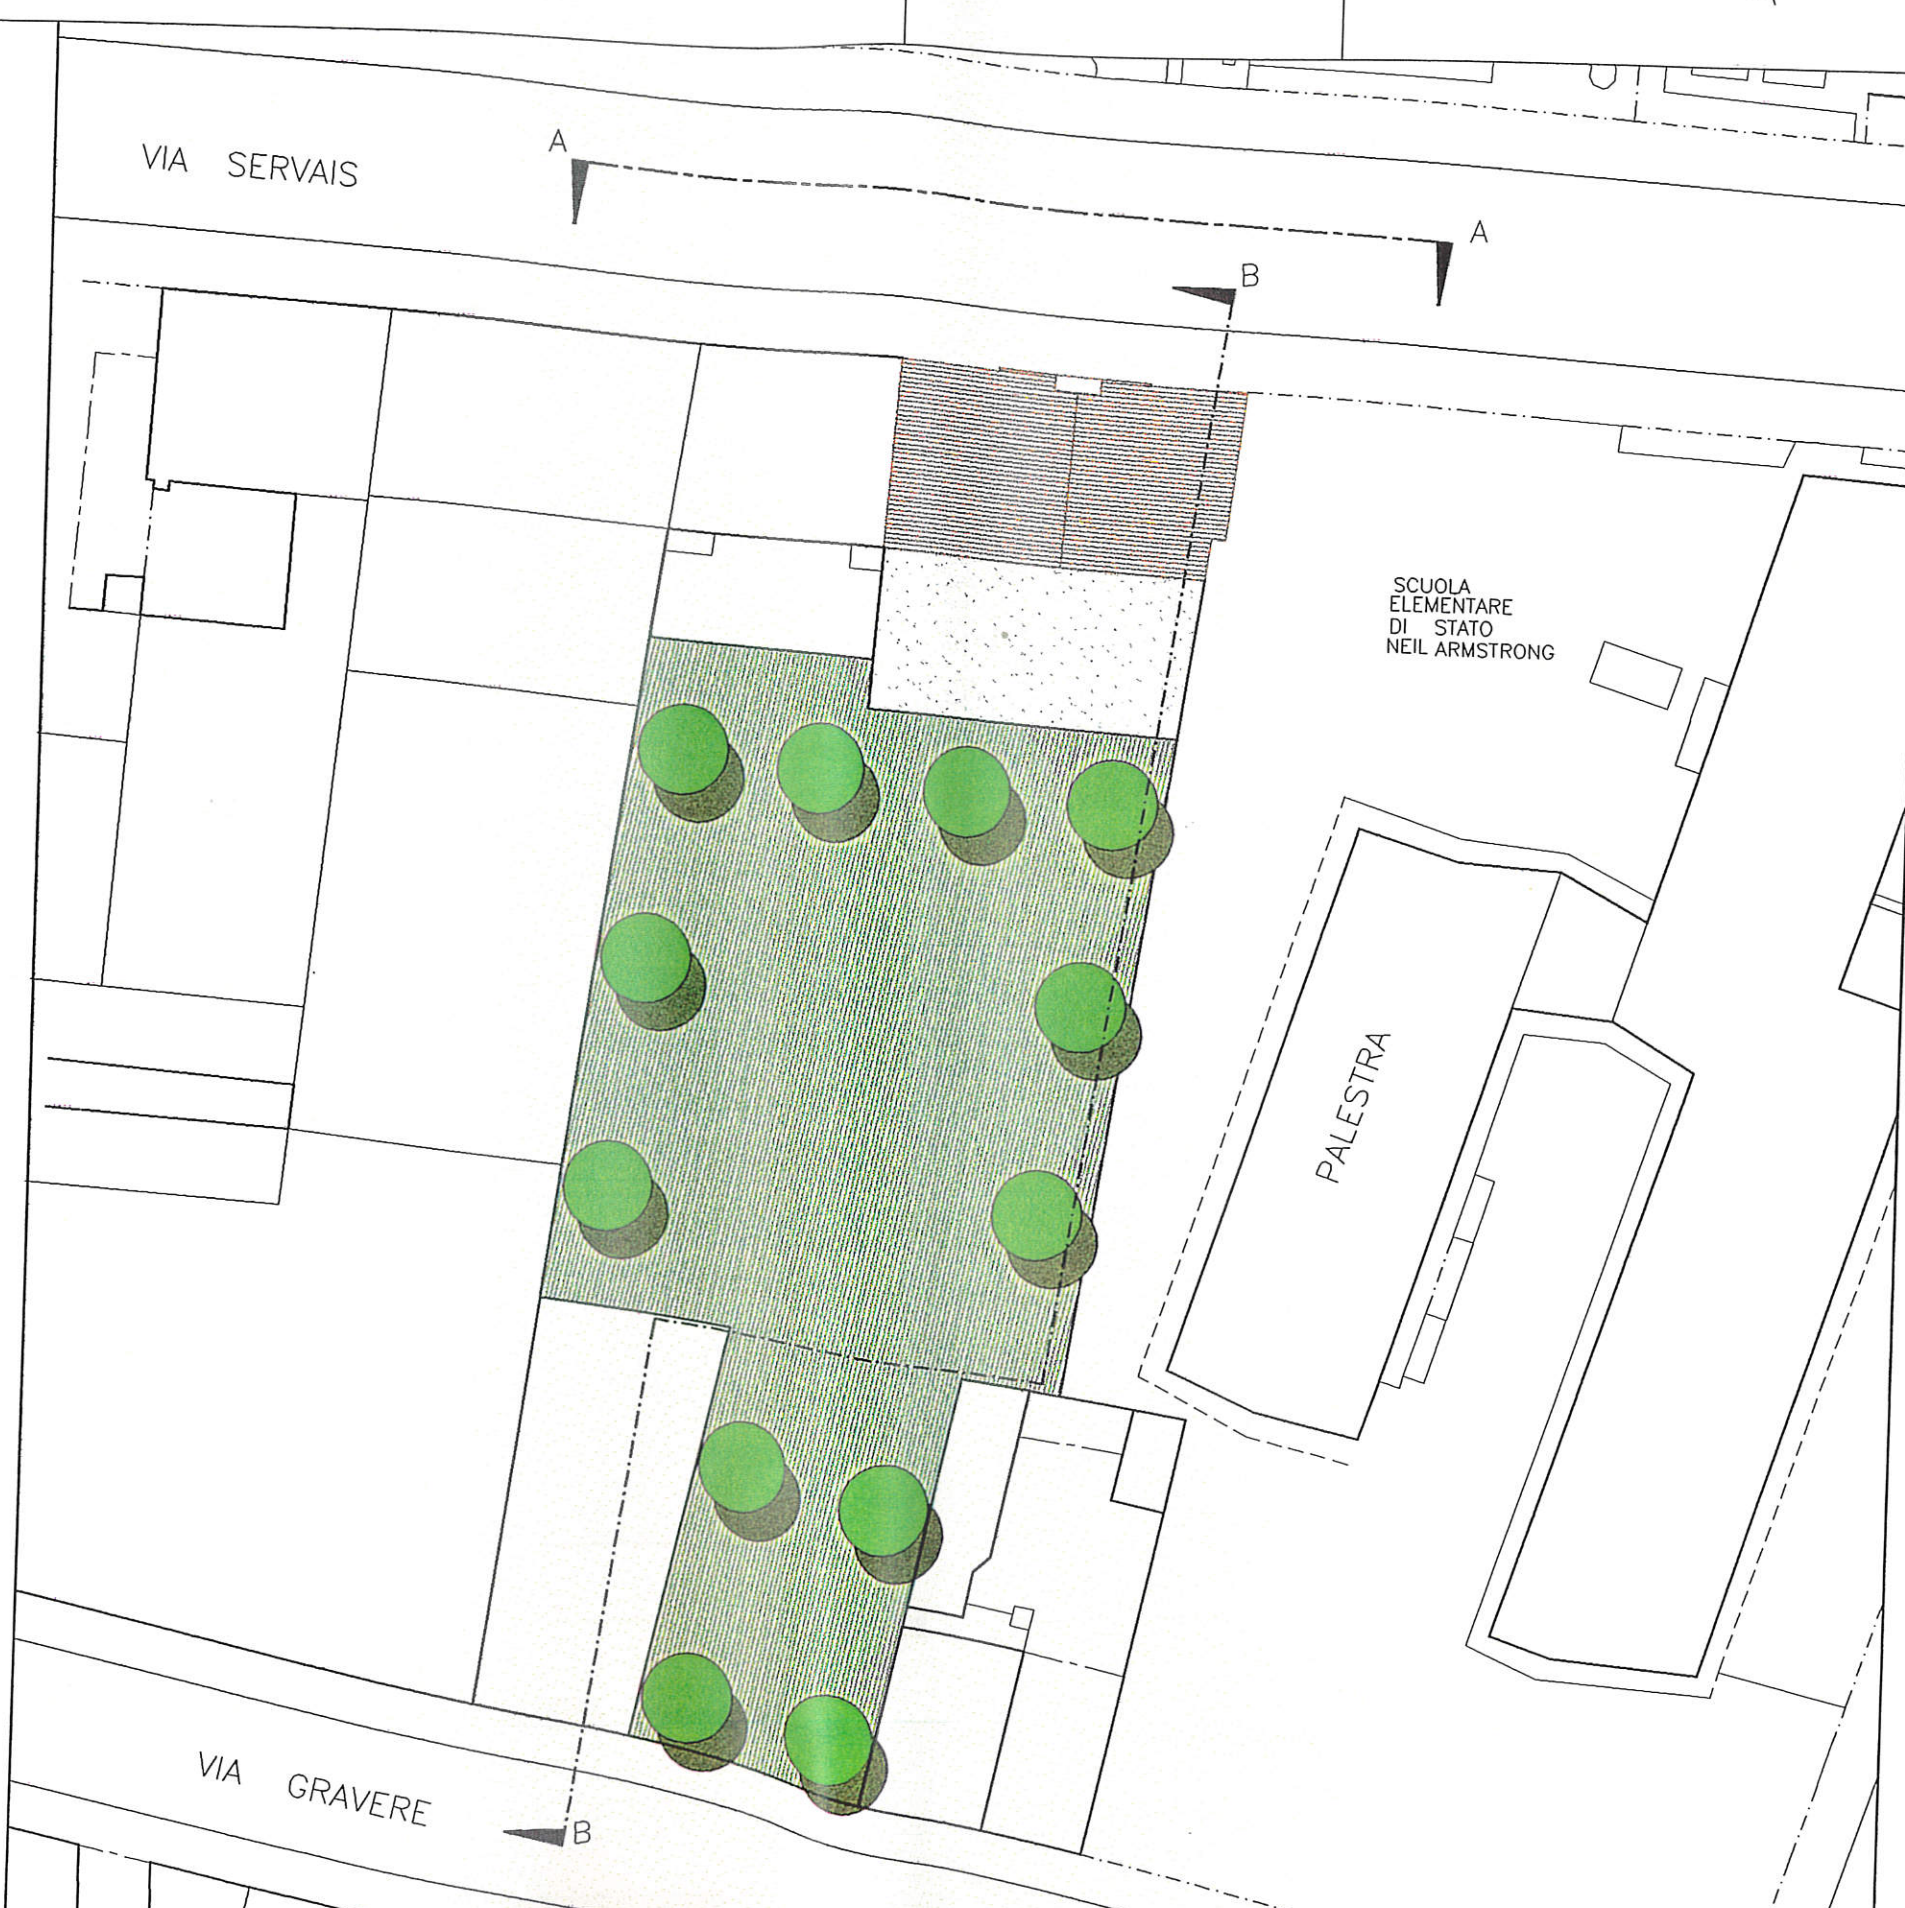 A
VIA SERVAIS
A
B
SCUOLA
ELEMENTARE
DI STATO
NEIL ARMSTRONG
PALESTRA
VIA GRAVERE
B